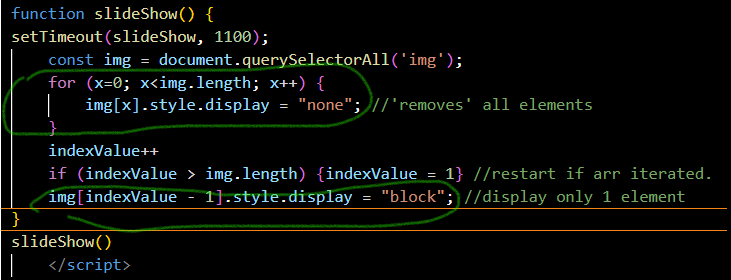 function slideShow() {
setTimeout(slideShow, 1100);
const img = document.querySelectorAll('img');
for (x=0; x<img.length; x++) {
img[x].style.display = "none"; //'removes' all elements
}
indexValue++
if (indexValue > img.length) {indexValue = 1} //restart if arr iterated.
img[indexValue - 1].style.display = "block"; //display only 1 element
}
slideShow()
</script>